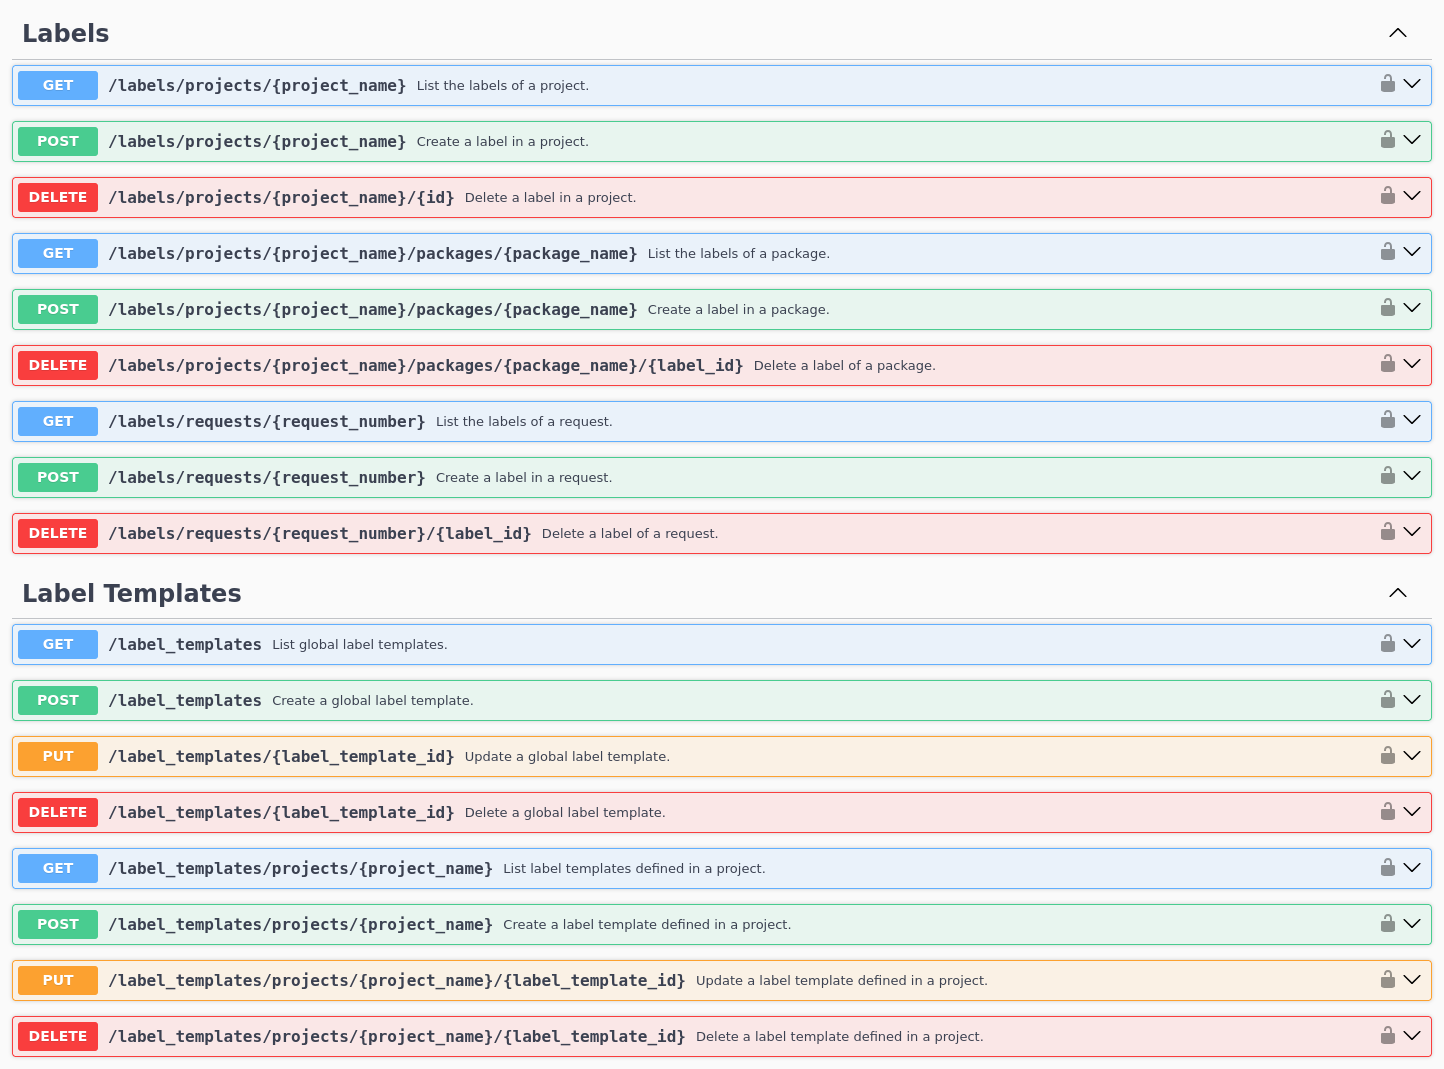 Labels
GET /labels/projects/{project_name} List the labels of a project.
POST /labels/projects/{project_name} Create a label in a project.
DELETE /labels/projects/{project_name}/{id} Delete a label in a project.
GET /labels/projects/{project_name}/packages/{package_name} List the labels of a package.
POST /labels/projects/{project_name}/packages/{package_name} Create a label in a package.
DELETE /labels/projects/{project_name}/packages/{package_name}/{label_id} Delete a label of a package.
GET /labels/requests/{request_number} List the labels of a request.
POST /labels/requests/{request_number} Create a label in a request.
DELETE /labels/requests/{request_number}/{label_id} Delete a label of a request.
Label Templates
GET /label_templates List global label templates.
POST /label_templates Create a global label template.
PUT /label_templates/{label_template_id} Update a global label template.
DELETE /label_templates/{label_template_id} Delete a global label template.
GET /label_templates/projects/{project_name} List label templates defined in a project.
POST /label_templates/projects/{project_name} Create a label template defined in a project.
PUT /label_templates/projects/{project_name}/{label_template_id} Update a label template defined in a project.
DELETE /label_templates/projects/{project_name}/{label_template_id} Delete a label template defined in a project.